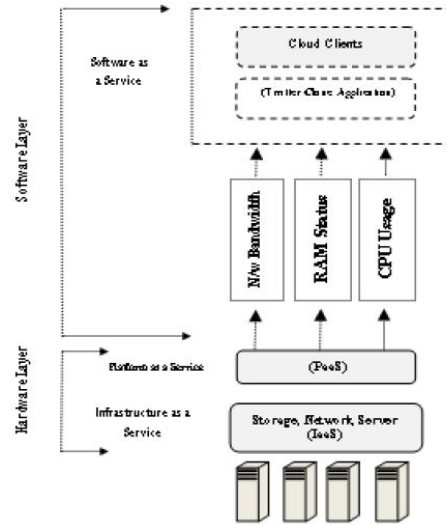 Cloud Clients
Software as
a Service
(Twitter Cloud Application)
Software Layer
N/w Bandwidth
RAM Status
CPU Usage
Hardware Layer
Platform as a Service
(PaaS)
Infrastructure as a
Service
Storage, Network, Server
(IaaS)